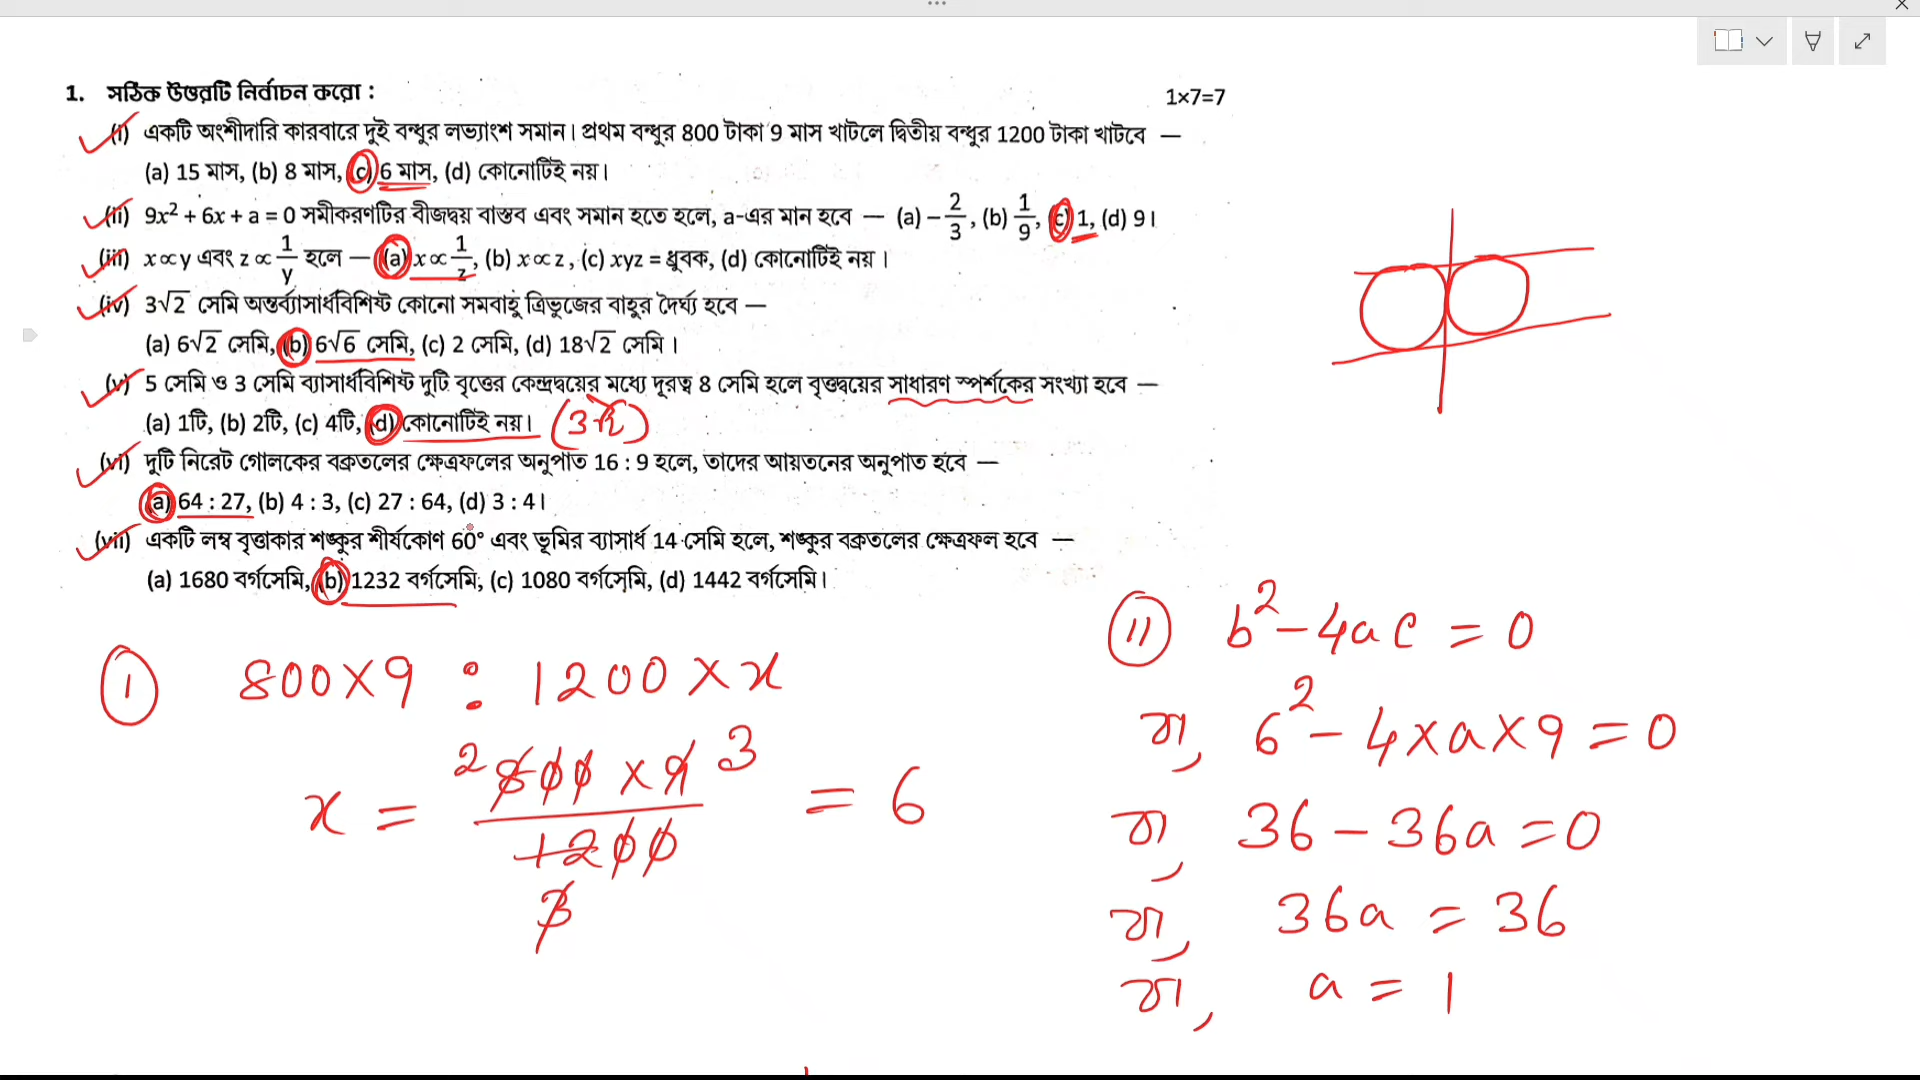 1. সঠিক উত্তরটি নির্বাচন করো : 1×7=7
(i) একটি অংশীদারি কারবারে দুই বন্ধুর লভ্যাংশ সমান। প্রথম বন্ধুর 800 টাকা 9 মাস খাটলে দ্বিতীয় বন্ধুর 1200 টাকা খাটবে —
(a) 15 মাস, (b) 8 মাস, (c) 6 মাস, (d) কোনোটিই নয়।
(ii) 9x² + 6x + a = 0 সমীকরণটির বীজদ্বয় বাস্তব এবং সমান হতে হলে, a-এর মান হবে — (a) −2/3, (b) 1/9, (c) 1, (d) 9।
(iii) x∝y এবং z∝1/y হলে — (a) x∝1/z, (b) x∝z, (c) xyz = ধ্রুবক, (d) কোনোটিই নয়।
(iv) 3√2 সেমি অন্তর্ব্যাসার্ধবিশিষ্ট কোনো সমবাহু ত্রিভুজের বাহুর দৈর্ঘ্য হবে —
(a) 6√2 সেমি, (b) 6√6 সেমি, (c) 2 সেমি, (d) 18√2 সেমি।
(v) 5 সেমি ও 3 সেমি ব্যাসার্ধবিশিষ্ট দুটি বৃত্তের কেন্দ্রদ্বয়ের মধ্যে দূরত্ব 8 সেমি হলে বৃত্তদ্বয়ের সাধারণ স্পর্শকের সংখ্যা হবে —
(a) 1টি, (b) 2টি, (c) 4টি, (d) কোনোটিই নয়। (3টি)
(vi) দুটি নিরেট গোলকের বক্রতলের ক্ষেত্রফলের অনুপাত 16 : 9 হলে, তাদের আয়তনের অনুপাত হবে —
(a) 64 : 27, (b) 4 : 3, (c) 27 : 64, (d) 3 : 4।
(vii) একটি লম্ব বৃত্তাকার শঙ্কুর শীর্ষকোণ 60° এবং ভূমির ব্যাসার্ধ 14 সেমি হলে, শঙ্কুর বক্রতলের ক্ষেত্রফল হবে —
(a) 1680 বর্গসেমি, (b) 1232 বর্গসেমি, (c) 1080 বর্গসেমি, (d) 1442 বর্গসেমি।
(i) 800×9 : 1200×x
x = 2 800 × 9 3 / 1200 3 = 6
(ii) b² − 4ac = 0
বা, 6² − 4×a×9 = 0
বা, 36 − 36a = 0
বা, 36a = 36
বা, a = 1